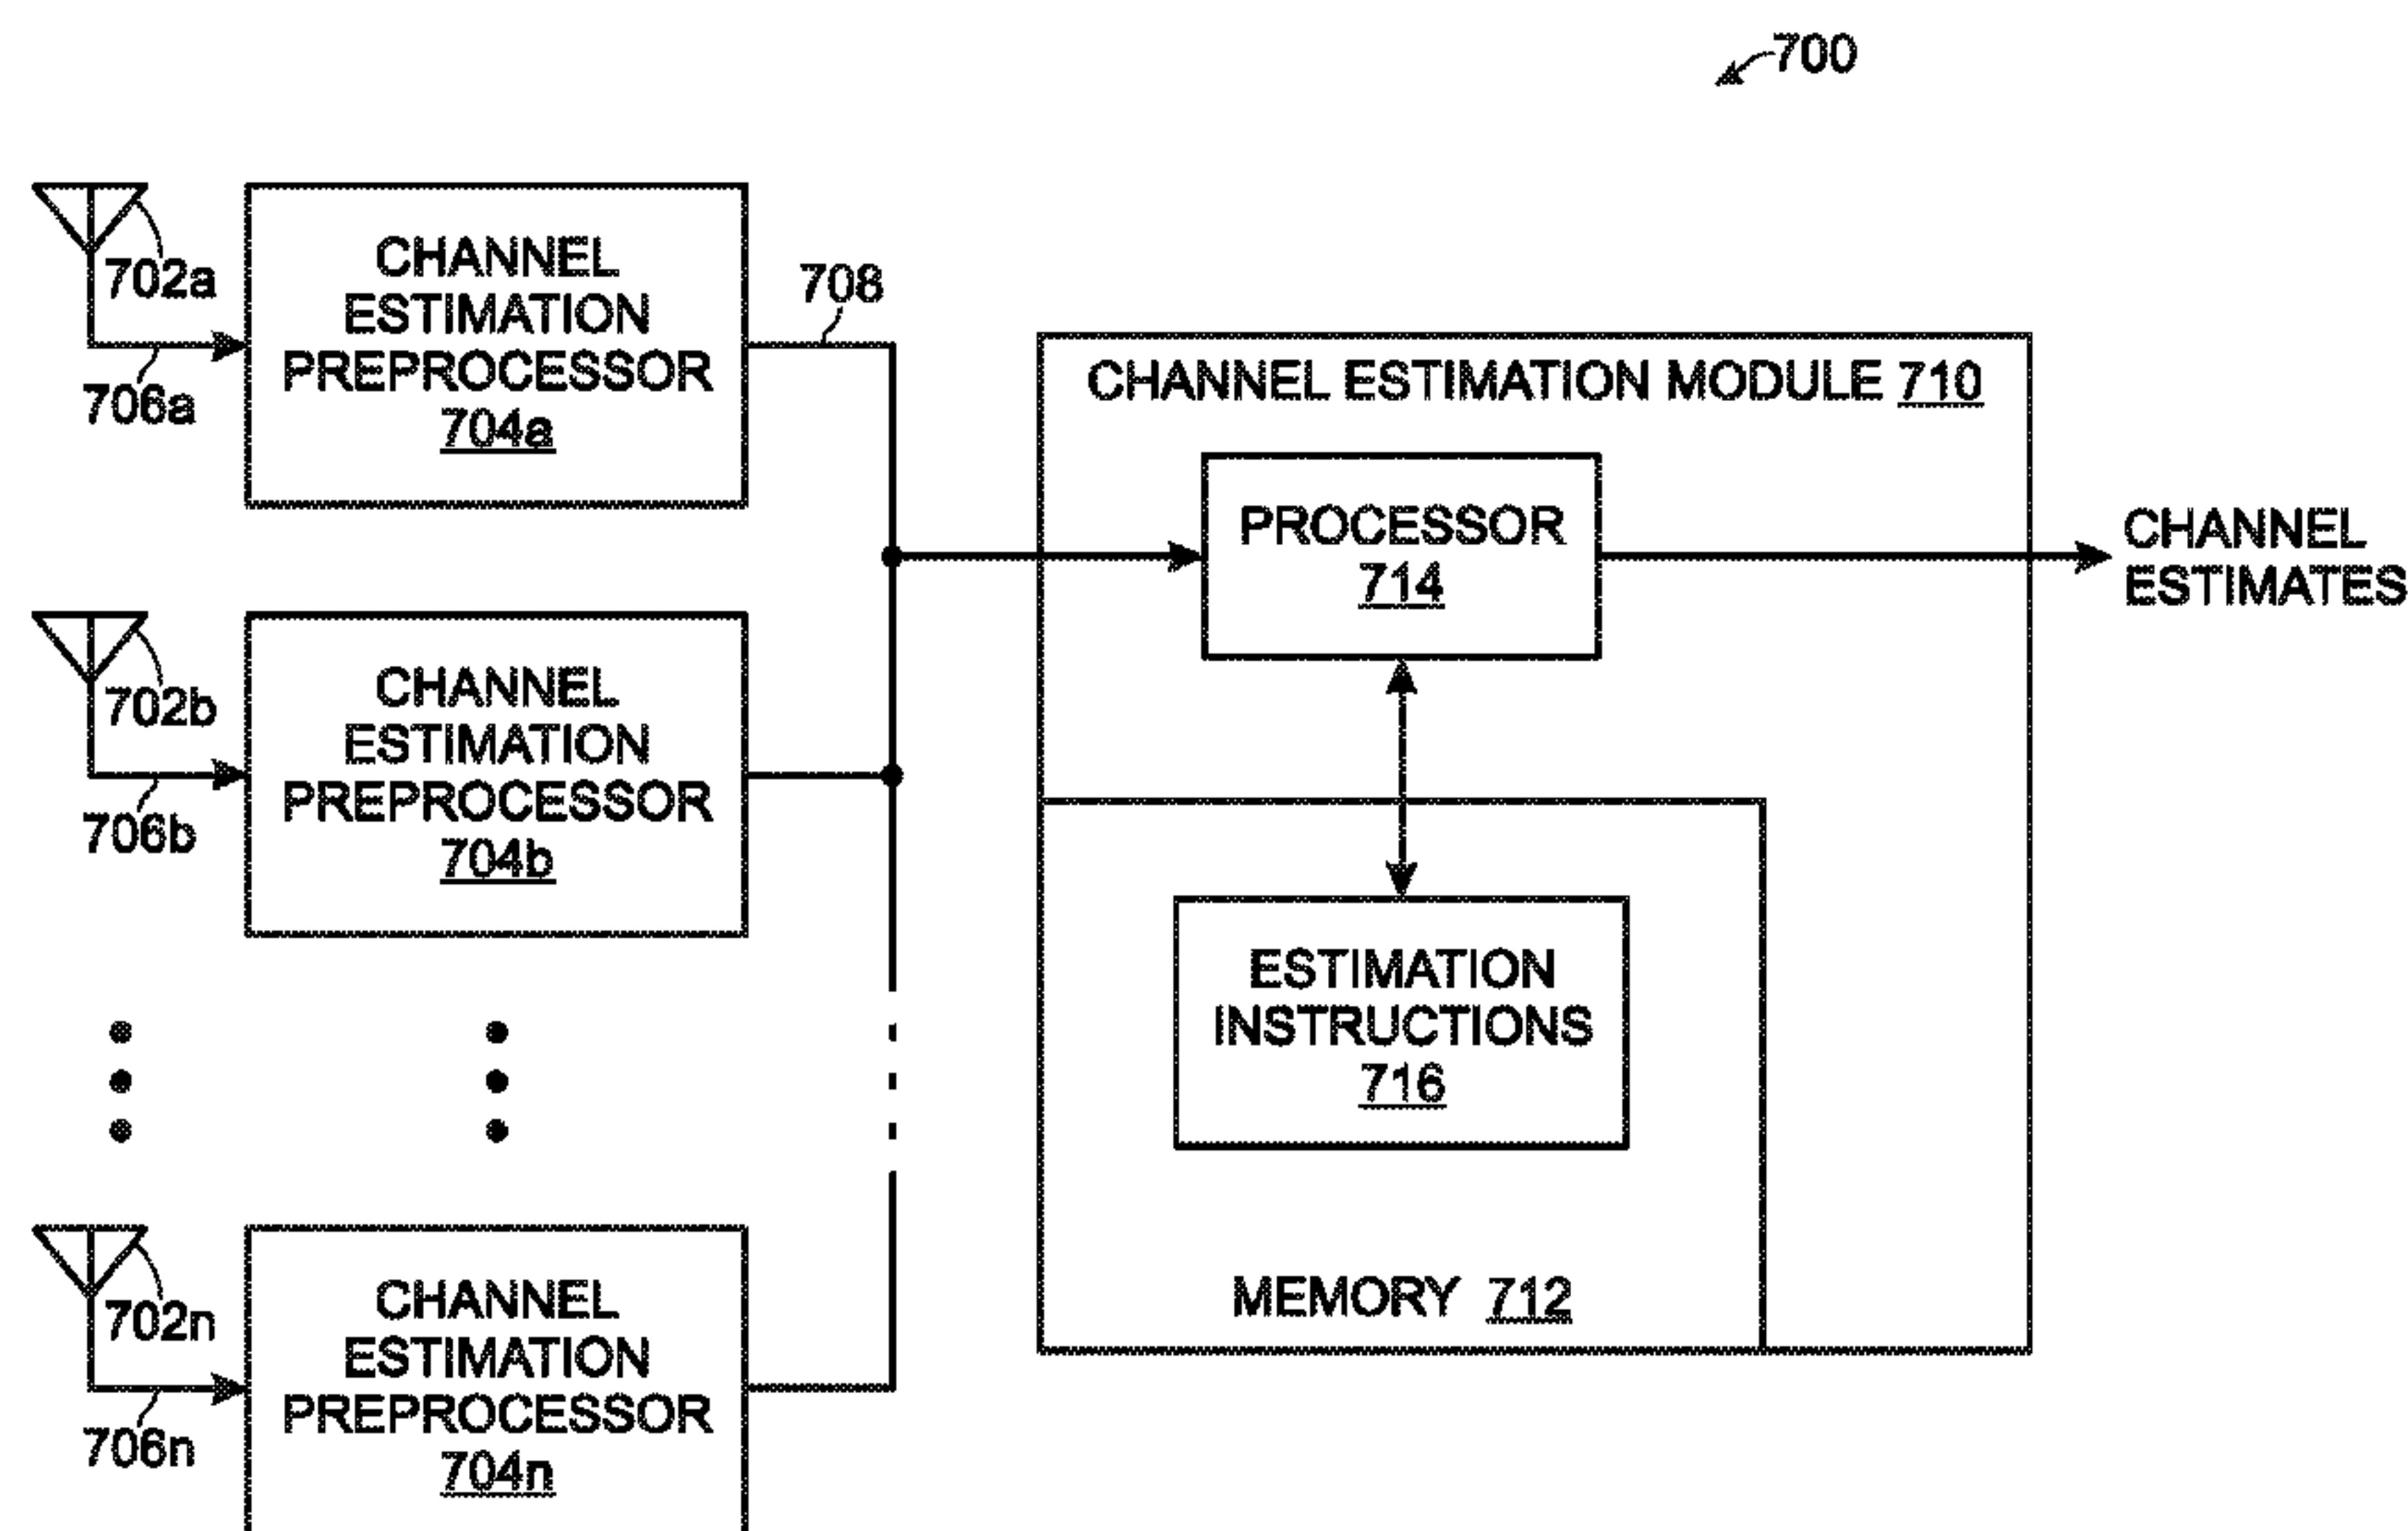 700
702a
706a
CHANNEL
ESTIMATION
PREPROCESSOR
704a
708
CHANNEL ESTIMATION MODULE 710
PROCESSOR
714
CHANNEL
ESTIMATES
702b
706b
CHANNEL
ESTIMATION
PREPROCESSOR
704b
ESTIMATION
INSTRUCTIONS
716
MEMORY 712
702n
706n
CHANNEL
ESTIMATION
PREPROCESSOR
704n